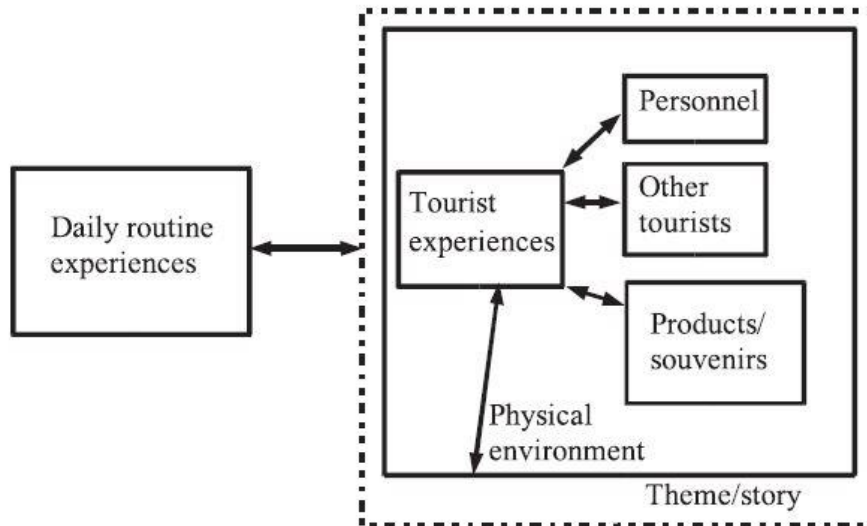 Daily routine
experiences
Tourist
experiences
Personnel
Other
tourists
Products/
souvenirs
Physical
environment
Theme/story